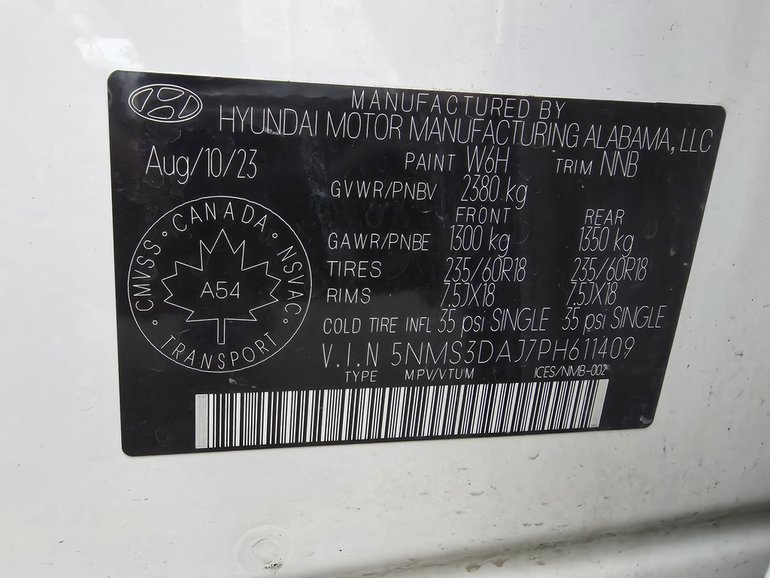 MANUFACTURED BY
HYUNDAI MOTOR MANUFACTURING ALABAMA, LLC
Aug/10/23 PAINT W6H TRIM NNB
GVWR/PNBV 2380 kg
FRONT REAR
GAWR/PNBE 1300 kg 1350 kg
TIRES 235/60R18 235/60R18
RIMS 7.5JX18 7.5JX18
COLD TIRE INFL 35 psi SINGLE 35 psi SINGLE
V.I.N 5NMS3DAJ7PH611409
TYPE MPV/VTUM ICES/NMB-002
CMVSS · CANADA · NSVAC · TRANSPORT ·
A54